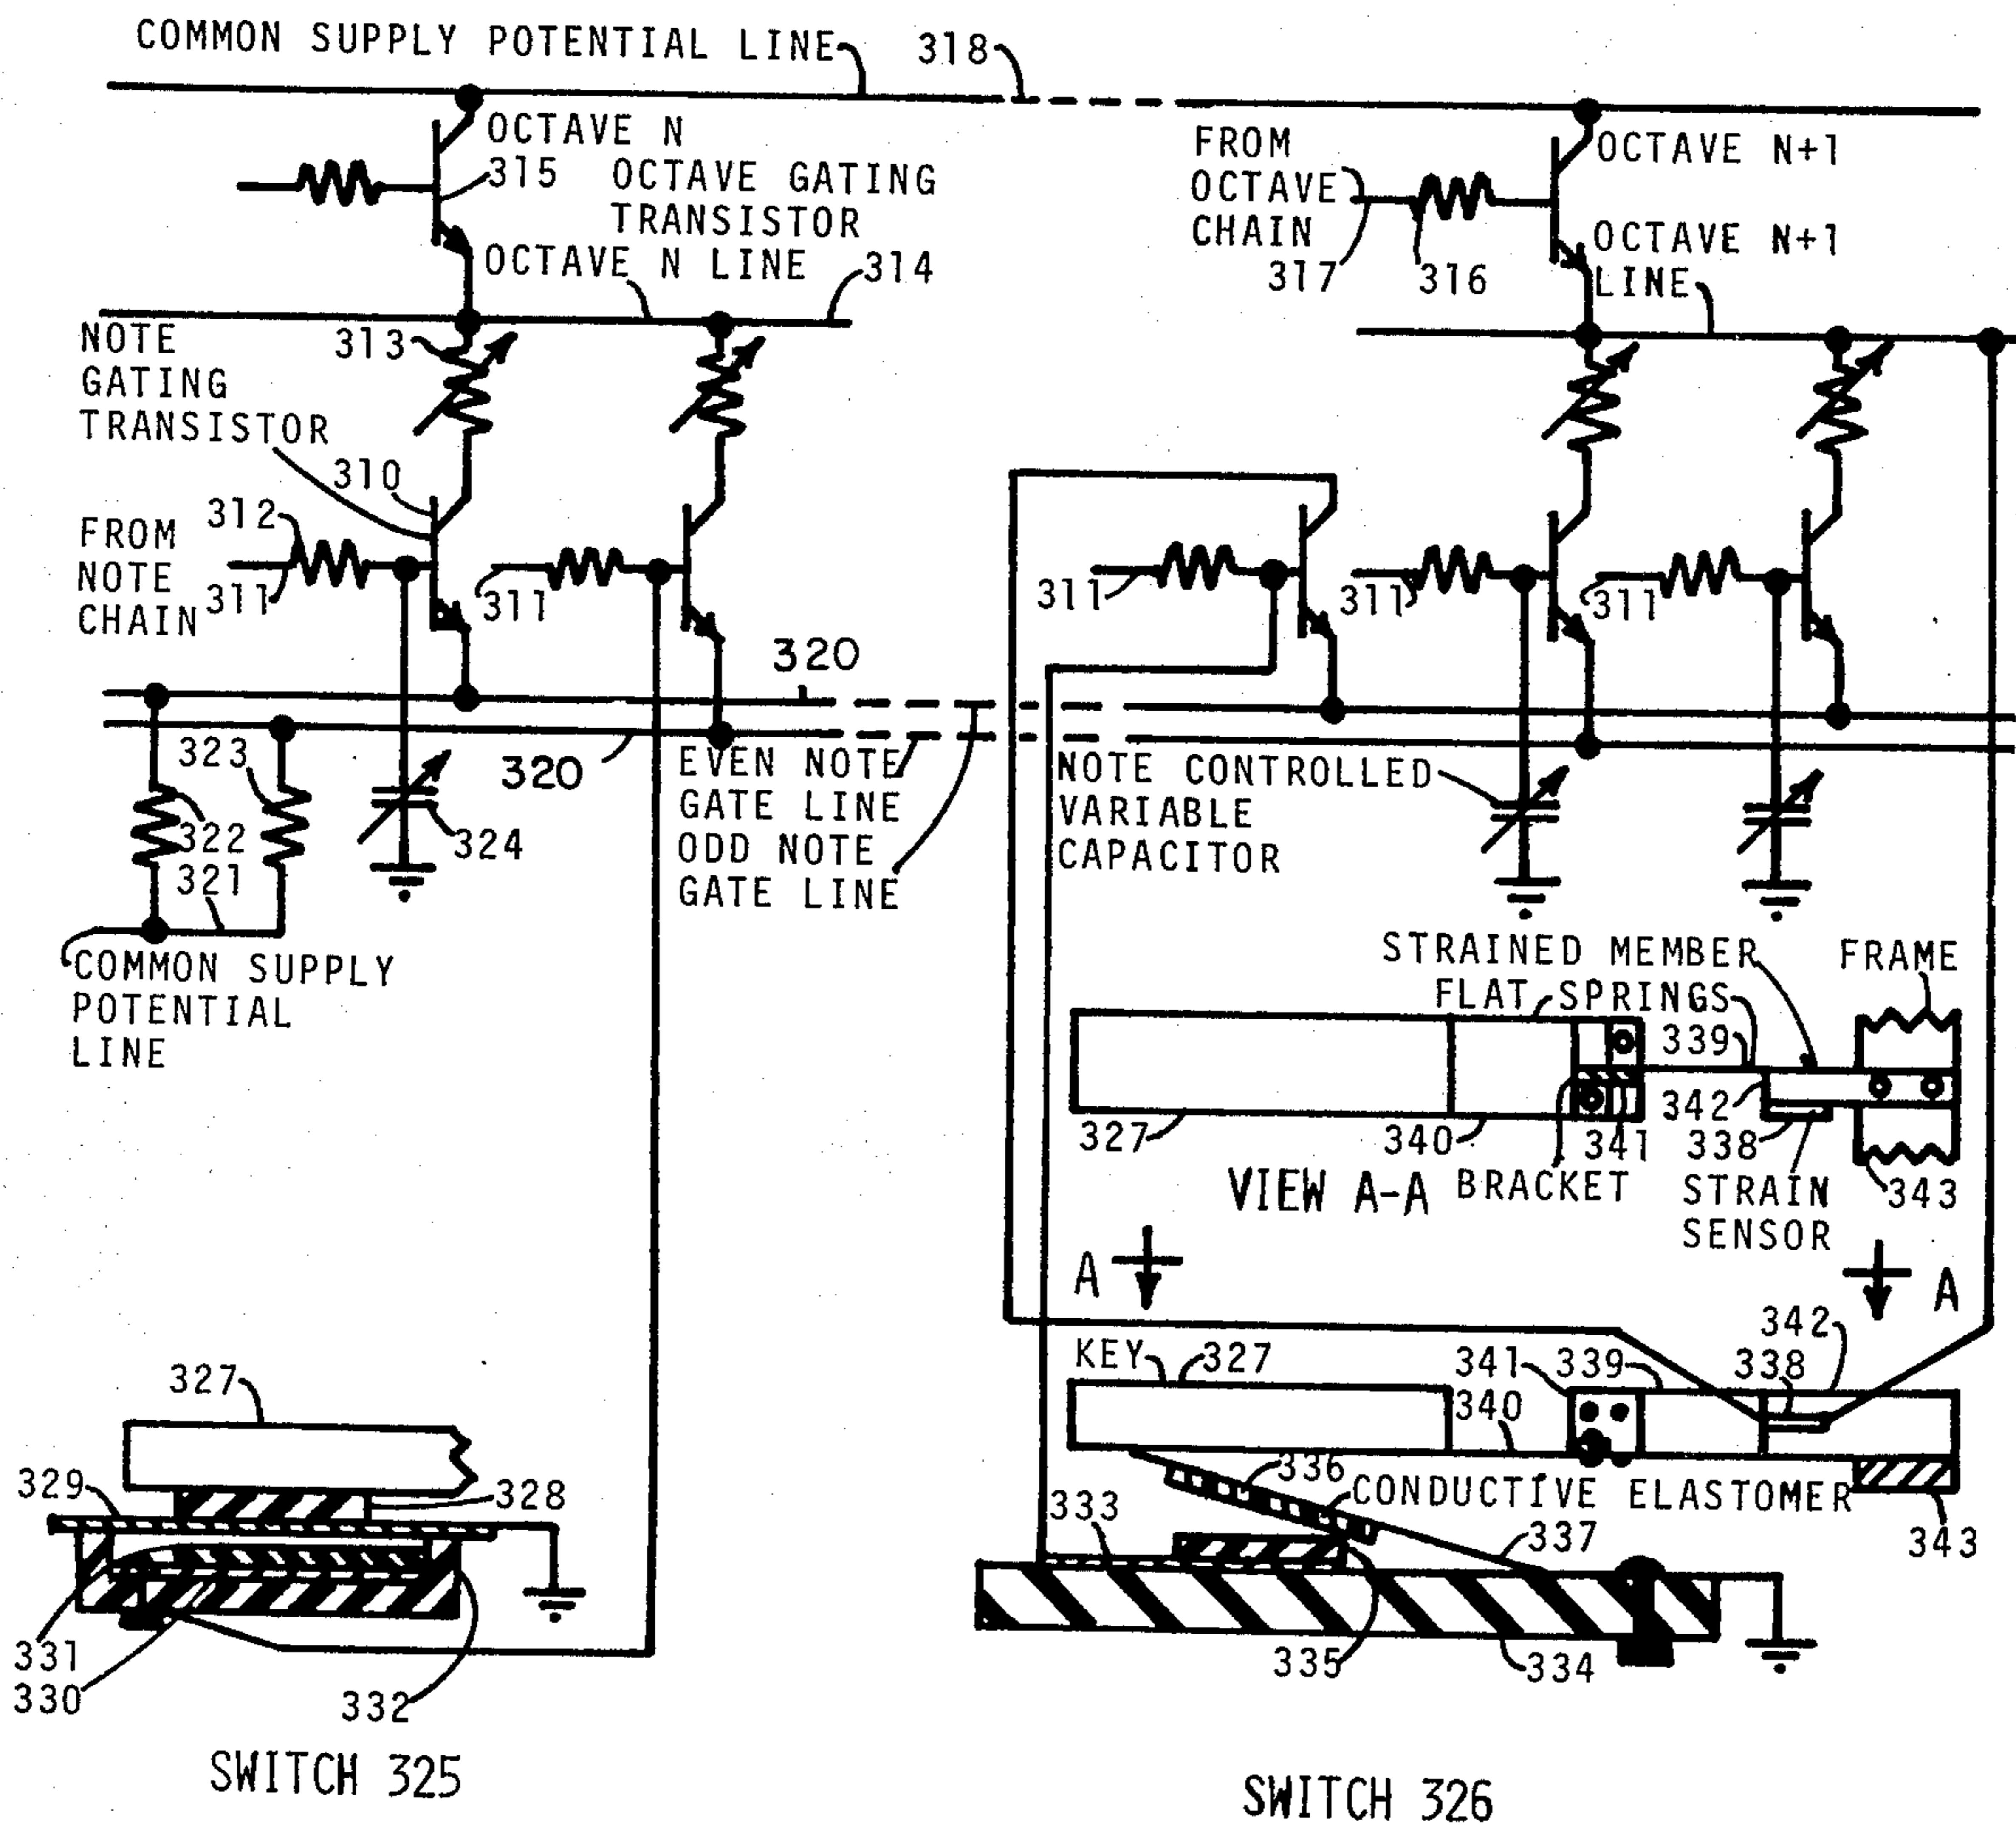 COMMON SUPPLY POTENTIAL LINE 318
OCTAVE N
315 OCTAVE GATING
TRANSISTOR
OCTAVE N LINE 314
FROM
OCTAVE
CHAIN
317 316
OCTAVE N+1
OCTAVE N+1
LINE
NOTE
GATING
TRANSISTOR
313
310
312
FROM
NOTE
CHAIN
311
311
311
311
311
320
320
323
322
321
324
EVEN NOTE
GATE LINE
ODD NOTE
GATE LINE
NOTE CONTROLLED
VARIABLE
CAPACITOR
COMMON SUPPLY
POTENTIAL
LINE
STRAINED MEMBER
FLAT SPRINGS
FRAME
339
342
327
340
341
338
343
VIEW A-A
BRACKET
STRAIN
SENSOR
A
A
342
KEY 327
341 339 338
340
336
CONDUCTIVE ELASTOMER
333
337
343
335
334
327
329
328
331
330
332
SWITCH 325
SWITCH 326